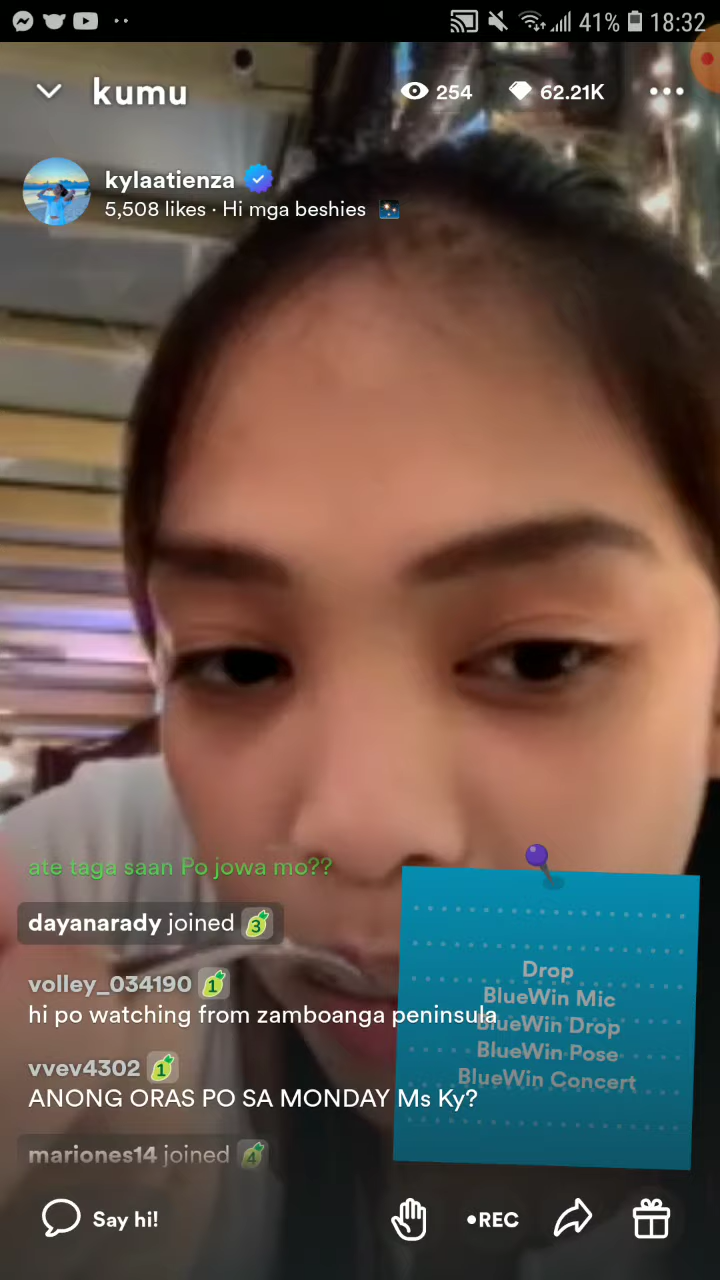 41% 18:32
kumu 254 62.21K
kylaatienza
5,508 likes · Hi mga beshies
ate taga saan Po jowa mo??
dayanarady joined 3
volley_034190 1
hi po watching from zamboanga peninsula
vvev4302 1
ANONG ORAS PO SA MONDAY Ms Ky?
mariones14 joined 4
Drop
BlueWin Mic
BlueWin Drop
BlueWin Pose
BlueWin Concert
Say hi! •REC